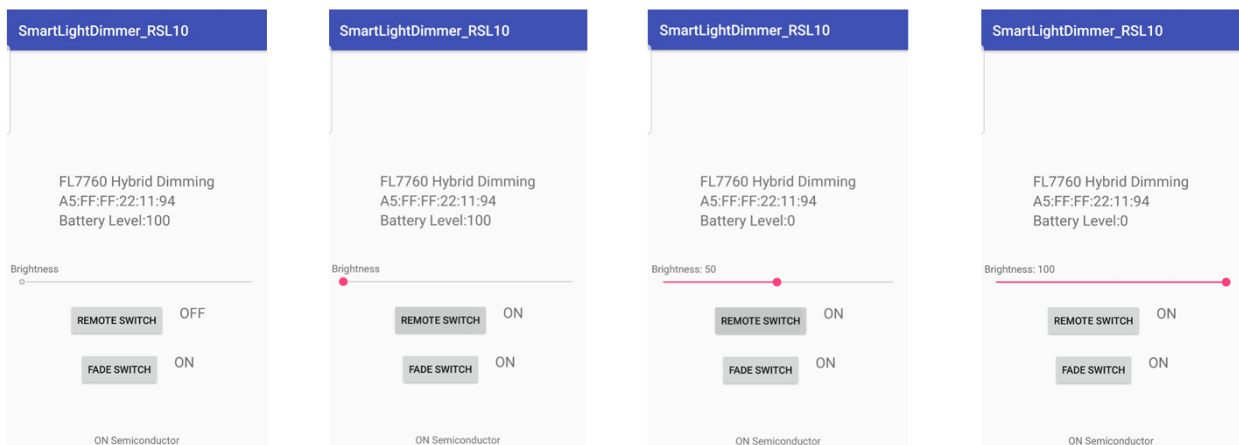 SmartLightDimmer_RSL10
FL7760 Hybrid Dimming
A5:FF:FF:22:11:94
Battery Level:100
Brightness
REMOTE SWITCH OFF
FADE SWITCH ON
ON Semiconductor
SmartLightDimmer_RSL10
FL7760 Hybrid Dimming
A5:FF:FF:22:11:94
Battery Level:100
Brightness
REMOTE SWITCH ON
FADE SWITCH ON
ON Semiconductor
SmartLightDimmer_RSL10
FL7760 Hybrid Dimming
A5:FF:FF:22:11:94
Battery Level:0
Brightness: 50
REMOTE SWITCH ON
FADE SWITCH ON
ON Semiconductor
SmartLightDimmer_RSL10
FL7760 Hybrid Dimming
A5:FF:FF:22:11:94
Battery Level:0
Brightness: 100
REMOTE SWITCH ON
FADE SWITCH ON
ON Semiconductor